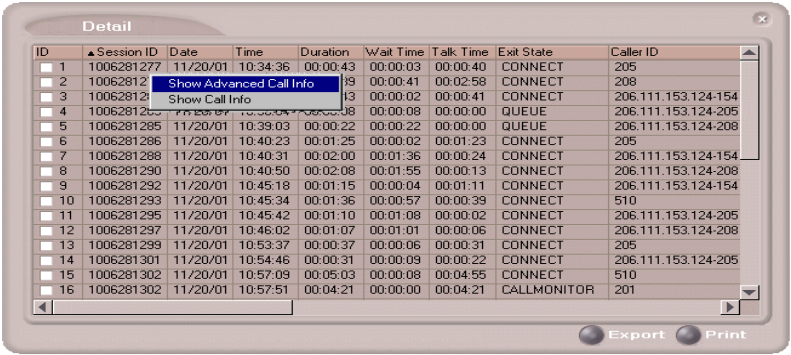 Detail
ID ▲Session ID Date Time Duration Wait Time Talk Time Exit State Caller ID
1 1006281277 11/20/01 10:34:36 00:00:43 00:00:03 00:00:40 CONNECT 205
2 10062812 39 00:00:41 00:02:58 CONNECT 208
Show Advanced Call Info
3 10062812 43 00:00:02 00:00:41 CONNECT 206.111.153.124-154
Show Call Info
4 11/20/01 00:00:08 00:00:08 00:00:00 QUEUE 206.111.153.124-205
5 1006281285 11/20/01 10:39:03 00:00:22 00:00:22 00:00:00 QUEUE 206.111.153.124-208
6 1006281286 11/20/01 10:40:23 00:01:25 00:00:02 00:01:23 CONNECT 205
7 1006281288 11/20/01 10:40:31 00:02:00 00:01:36 00:00:24 CONNECT 206.111.153.124-154
8 1006281290 11/20/01 10:40:50 00:02:08 00:01:55 00:00:13 CONNECT 206.111.153.124-208
9 1006281292 11/20/01 10:45:18 00:01:15 00:00:04 00:01:11 CONNECT 206.111.153.124-154
10 1006281293 11/20/01 10:45:34 00:01:36 00:00:57 00:00:39 CONNECT 510
11 1006281295 11/20/01 10:45:42 00:01:10 00:01:08 00:00:02 CONNECT 206.111.153.124-205
12 1006281297 11/20/01 10:46:02 00:01:07 00:01:01 00:00:06 CONNECT 206.111.153.124-208
13 1006281299 11/20/01 10:53:37 00:00:37 00:00:06 00:00:31 CONNECT 205
14 1006281301 11/20/01 10:54:46 00:00:31 00:00:09 00:00:22 CONNECT 206.111.153.124-205
15 1006281302 11/20/01 10:57:09 00:05:03 00:00:08 00:04:55 CONNECT 510
16 1006281302 11/20/01 10:57:51 00:04:21 00:00:00 00:04:21 CALLMONITOR 201
Export Print